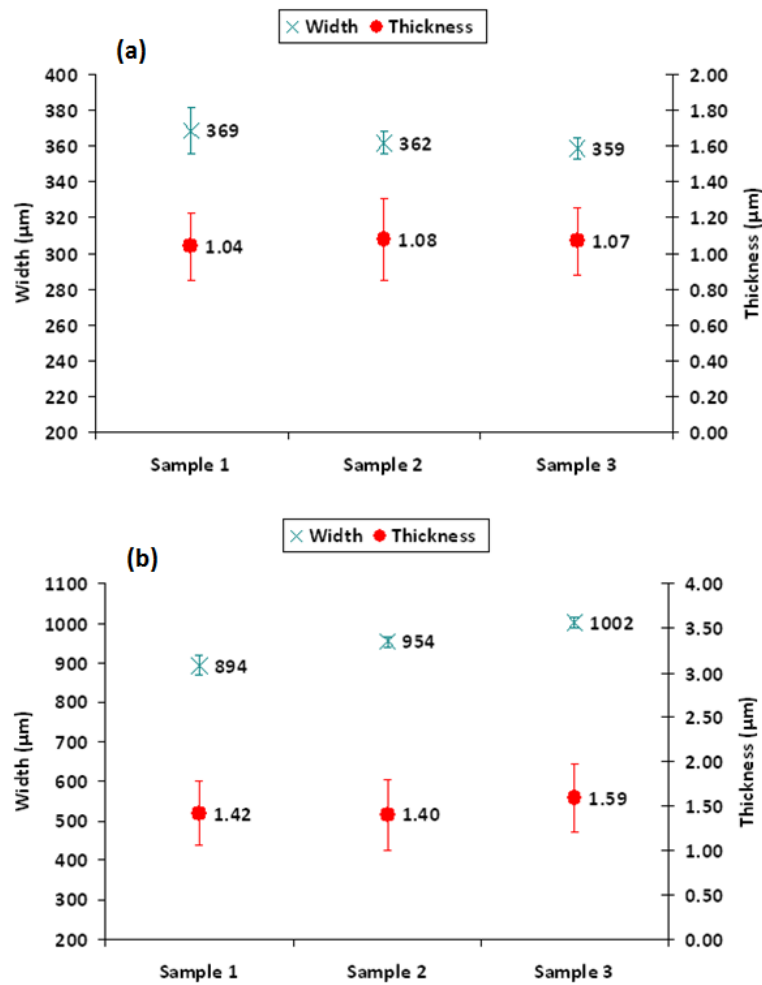 Width Thickness
(a)
400 2.00
380 1.80
360 1.60
340 1.40
320 1.20
300 1.00
280 0.80
260 0.60
240 0.40
220 0.20
200 0.00
Width (µm)
Thickness (µm)
369 362 359
1.04 1.08 1.07
Sample 1 Sample 2 Sample 3
Width Thickness
(b)
1100 4.00
1000 3.50
900 3.00
800 2.50
700 2.00
600 1.50
500 1.00
400 0.50
300 0.00
200
Width (µm)
Thickness (µm)
894 954 1002
1.42 1.40 1.59
Sample 1 Sample 2 Sample 3